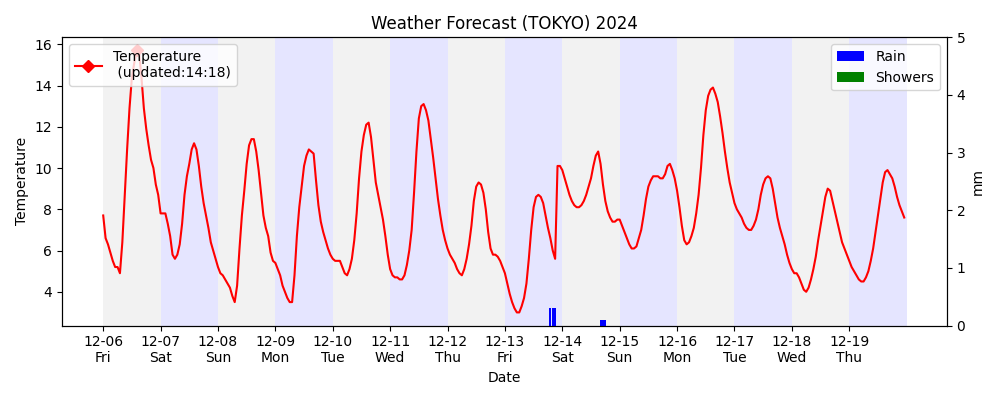 Weather Forecast (TOKYO) 2024
Temperature
(updated:14:18)
Rain
Showers
Temperature
16
14
12
10
8
6
4
5
4
3
2
1
0
mm
12-06 12-07 12-08 12-09 12-10 12-11 12-12 12-13 12-14 12-15 12-16 12-17 12-18 12-19
Fri Sat Sun Mon Tue Wed Thu Fri Sat Sun Mon Tue Wed Thu
Date